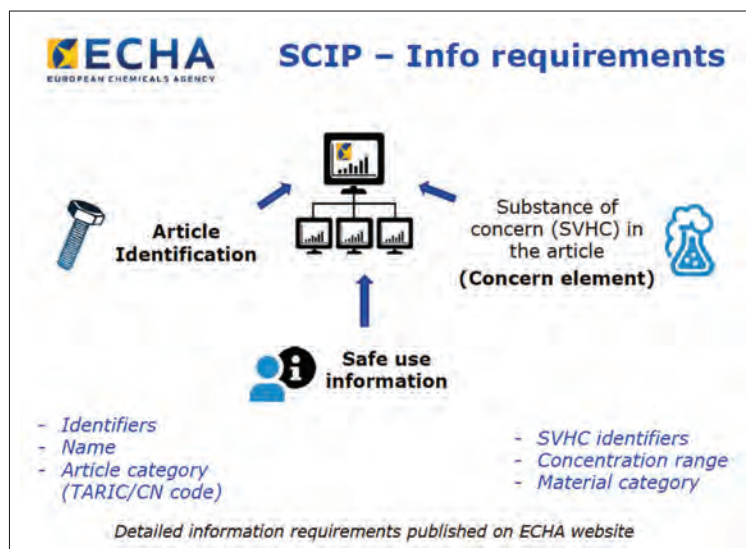 ECHA
EUROPEAN CHEMICALS AGENCY
SCIP – Info requirements
Article
Identification
Substance of
concern (SVHC) in
the article
(Concern element)
Safe use
information
- Identifiers
- Name
- Article category
(TARIC/CN code)
- SVHC identifiers
- Concentration range
- Material category
Detailed information requirements published on ECHA website